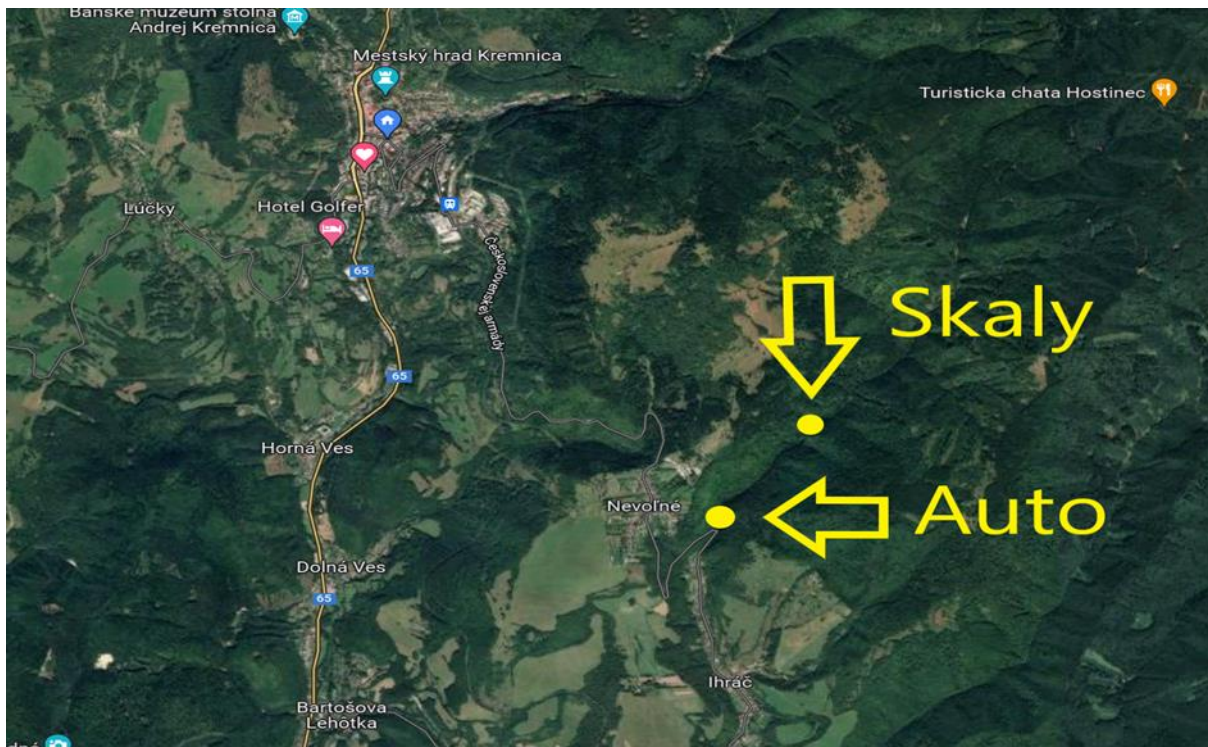 Banské múzeum štôlňa
Andrej Kremnica
Mestský hrad Kremnica
Turisticka chata Hostinec
Lúčky
Hotel Golfer
65
Československej armády
Skaly
65
Horná Ves
Nevoľné
Auto
Dolná Ves
65
Ihráč
Bartošova
Lehôtka